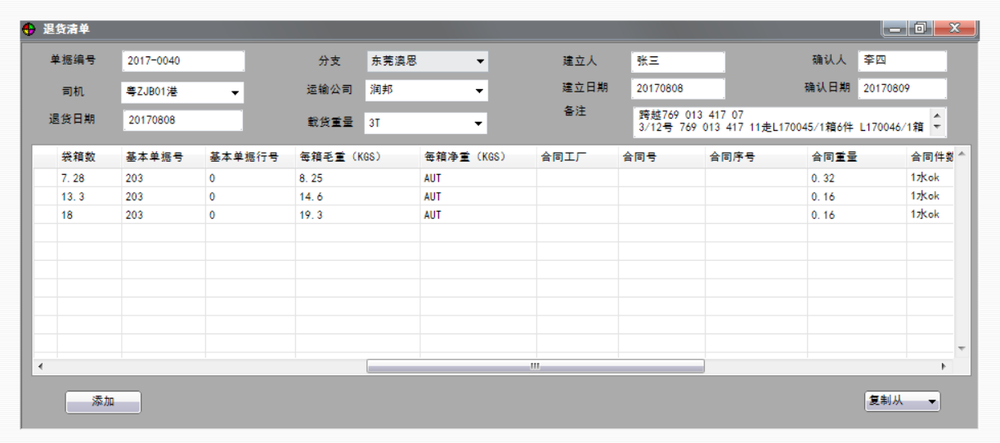 退货清单
单据编号 2017-0040 分支 东莞澳思 建立人 张三 确认人 李四
司机 粤ZJB01港 运输公司 润邦 建立日期 20170808 确认日期 20170809
退货日期 20170808 载货重量 3T 备注 跨越769 013 417 07
3/12号 769 013 417 11走L170045/1箱6件 L170046/1箱
袋箱数 基本单据号 基本单据行号 每箱毛重（KGS） 每箱净重（KGS） 合同工厂 合同号 合同序号 合同重量 合同件数
7.28 203 0 8.25 AUT 0.32 1水ok
13.3 203 0 14.6 AUT 0.16 1水ok
18 203 0 19.3 AUT 0.16 1水ok
添加 复制从